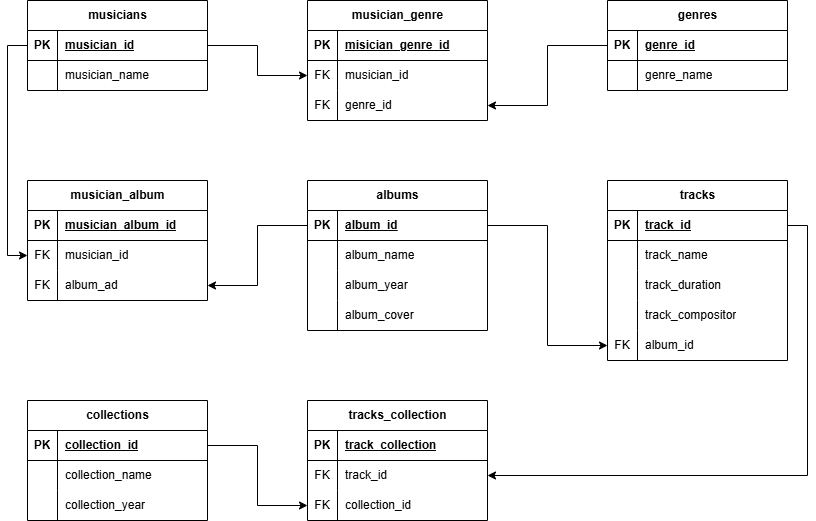 musicians
PK musician_id
musician_name
musician_genre
PK misician_genre_id
FK musician_id
FK genre_id
genres
PK genre_id
genre_name
musician_album
PK musician_album_id
FK musician_id
FK album_ad
albums
PK album_id
album_name
album_year
album_cover
tracks
PK track_id
track_name
track_duration
track_compositor
FK album_id
collections
PK collection_id
collection_name
collection_year
tracks_collection
PK track_collection
FK track_id
FK collection_id